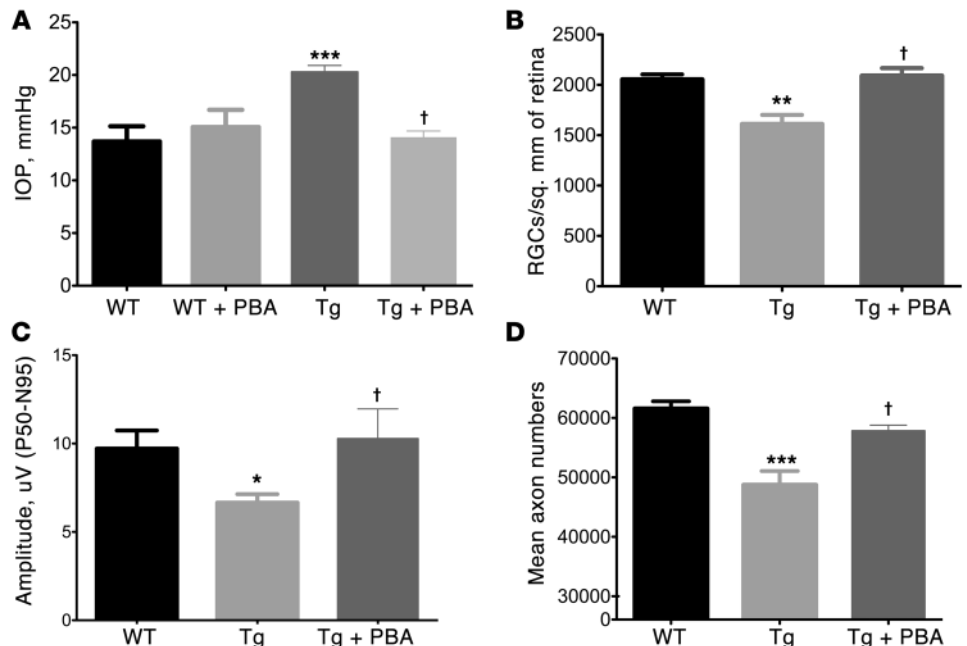 A
IOP, mmHg
25
20
15
10
5
0
***
†
WT
WT + PBA
Tg
Tg + PBA
B
RGCs/sq. mm of retina
2500
2000
1500
1000
500
0
**
†
WT
Tg
Tg + PBA
C
Amplitude, uV (P50-N95)
15
10
5
0
*
†
WT
Tg
Tg + PBA
D
Mean axon numbers
70000
60000
50000
40000
30000
0
***
†
WT
Tg
Tg + PBA